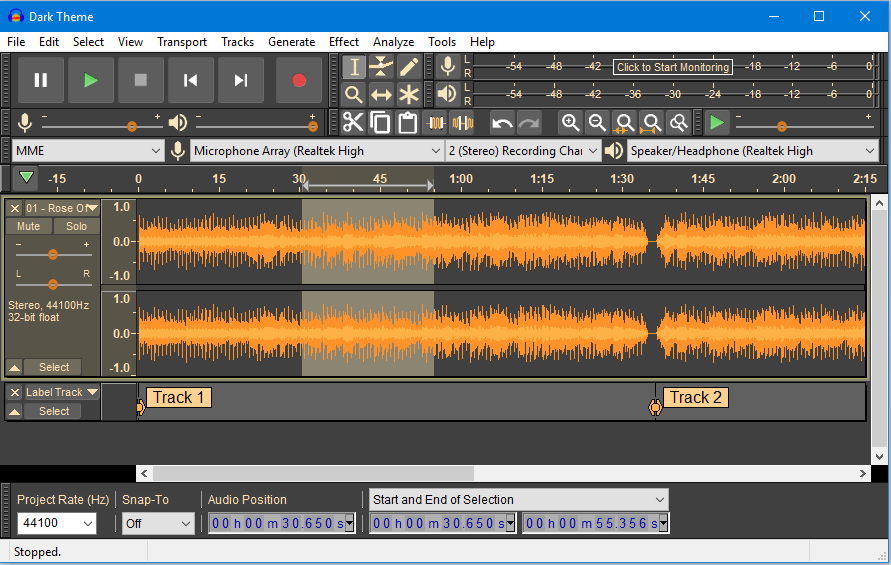 Dark Theme
File Edit Select View Transport Tracks Generate Effect Analyze Tools Help
L -54 -48 -42 Click to Start Monitoring -18 -12 -6 0
R
L -54 -48 -42 -36 -30 -24 -18 -12 -6 0
R
- + - +
MME Microphone Array (Realtek High 2 (Stereo) Recording Chan Speaker/Headphone (Realtek High
-15 0 15 30 45 1:00 1:15 1:30 1:45 2:00 2:15
01 - Rose Of 1.0
Mute Solo
- + 0.0
L R -1.0
Stereo, 44100Hz 1.0
32-bit float
0.0
Select -1.0
Label Track Track 1 Track 2
Select
Project Rate (Hz) Snap-To Audio Position Start and End of Selection
44100 Off 00 h 00 m 30.650 s 00 h 00 m 30.650 s 00 h 00 m 55.356 s
Stopped.